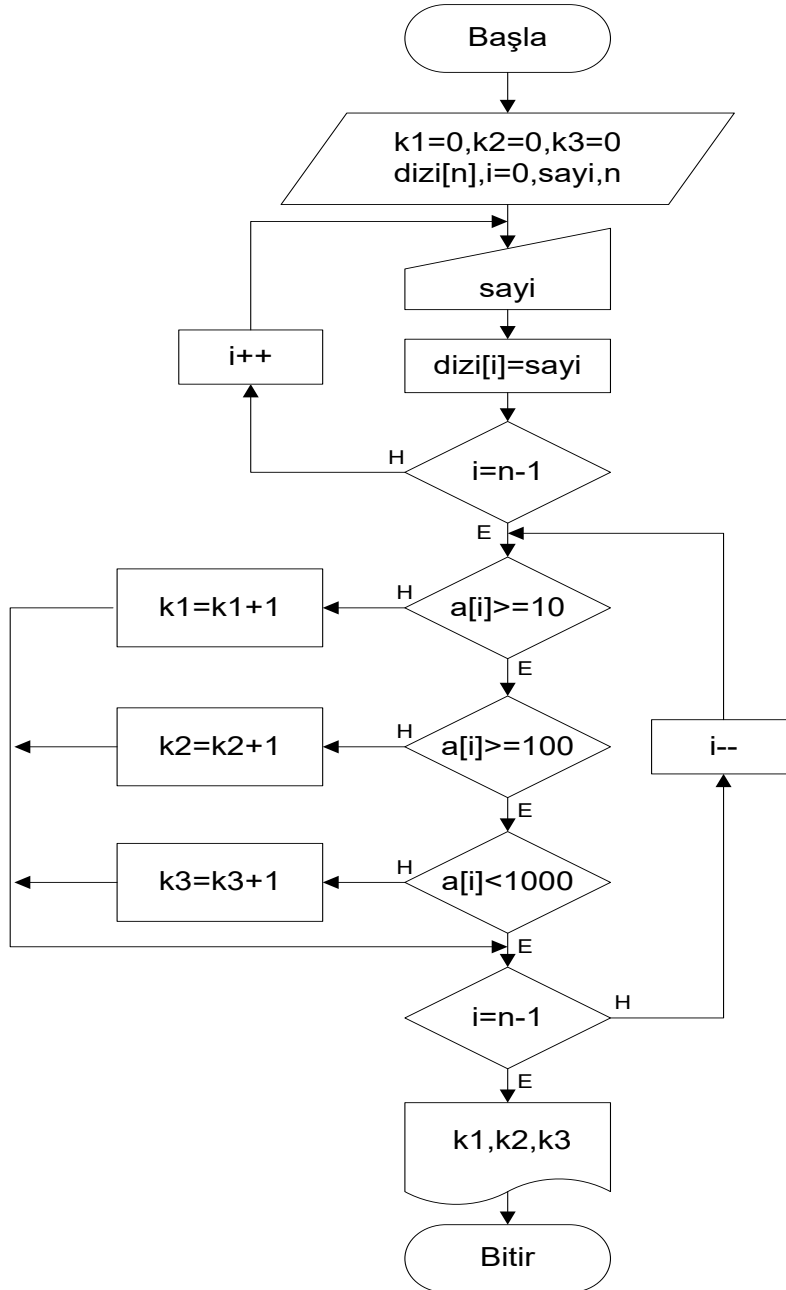 Başla
k1=0,k2=0,k3=0
dizi[n],i=0,sayi,n
sayi
i++
dizi[i]=sayi
H
i=n-1
E
k1=k1+1
H
a[i]>=10
E
k2=k2+1
H
a[i]>=100
i--
E
k3=k3+1
H
a[i]<1000
E
i=n-1
H
E
k1,k2,k3
Bitir